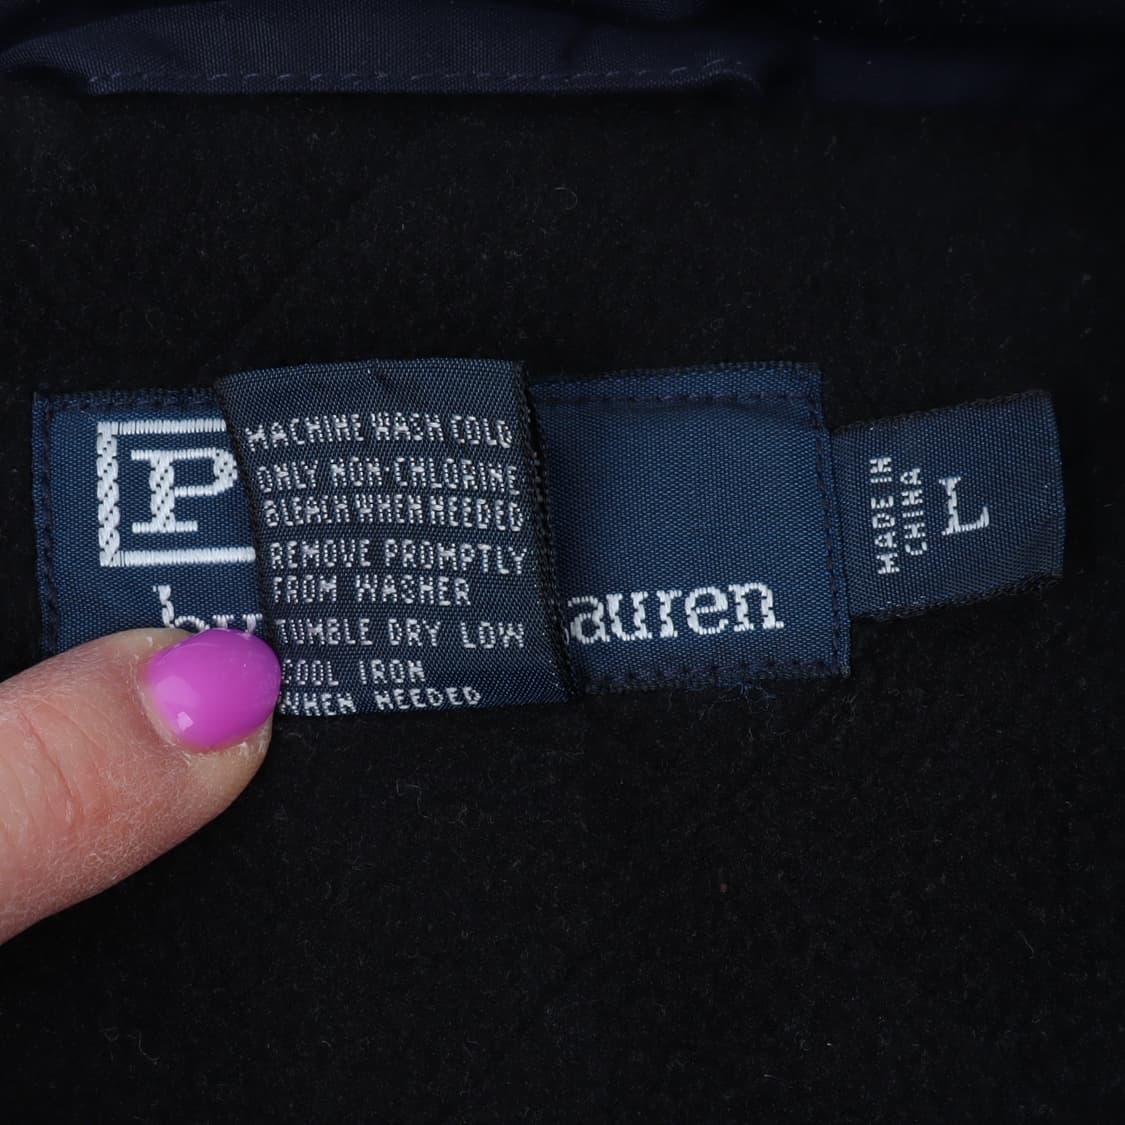 P
by
MACHINE WASH COLD
ONLY NON-CHLORINE
BLEACH WHEN NEEDED
REMOVE PROMPTLY
FROM WASHER
TUMBLE DRY LOW
COOL IRON
WHEN NEEDED
auren
MADE IN
CHINA
L